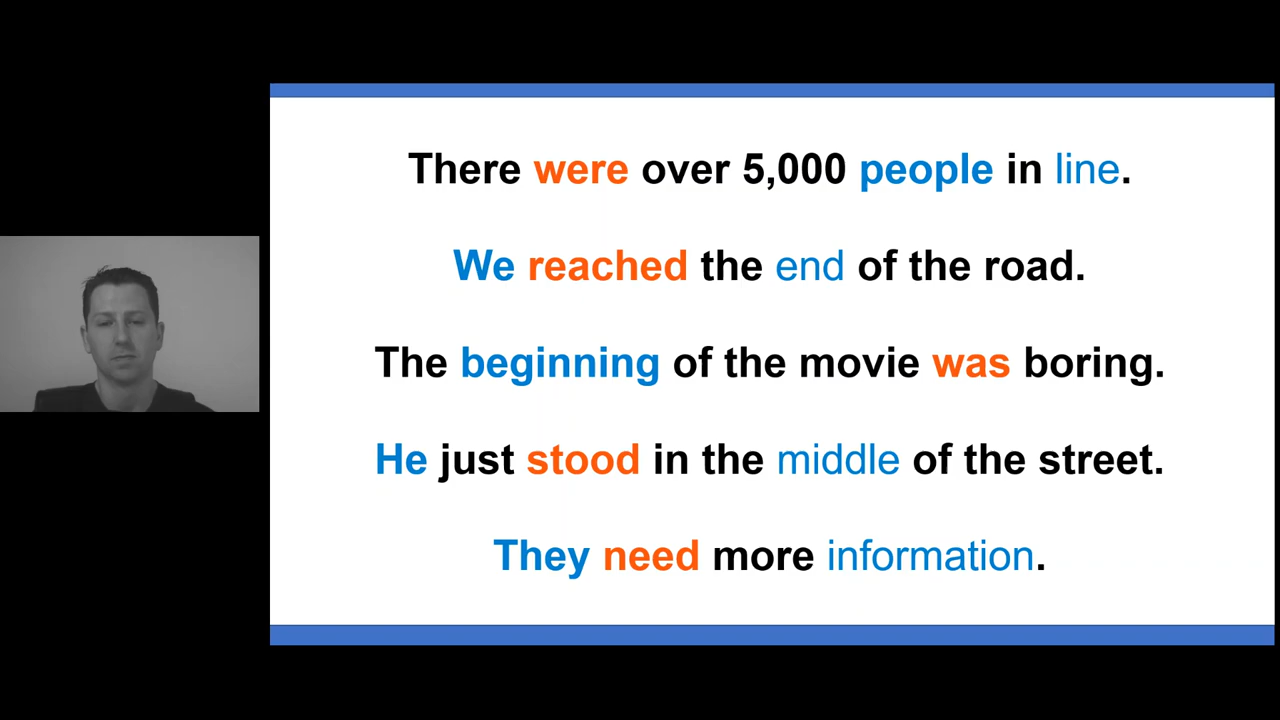 There were over 5,000 people in line.
We reached the end of the road.
The beginning of the movie was boring.
He just stood in the middle of the street.
They need more information.